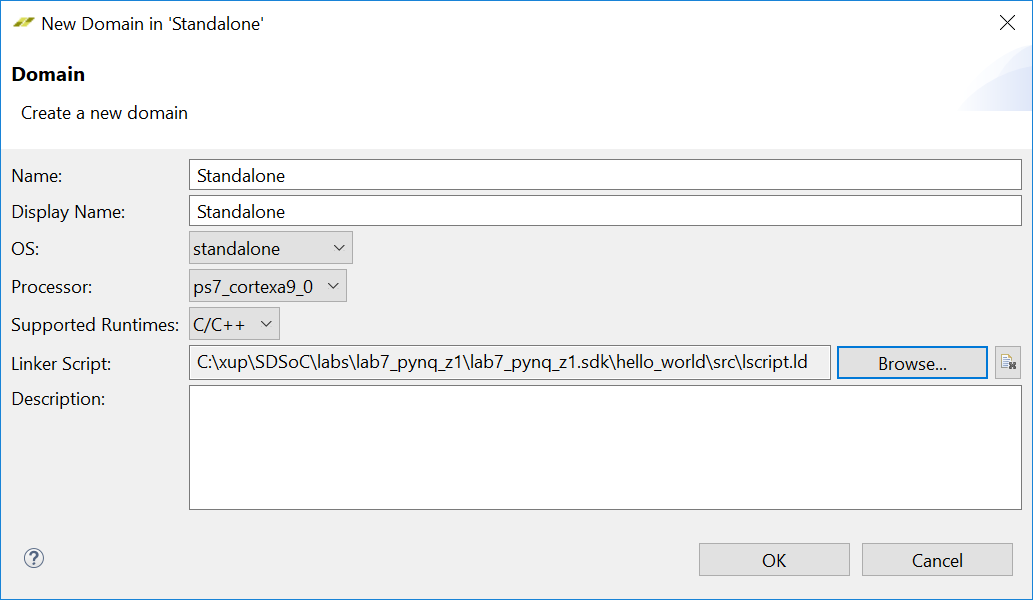 New Domain in 'Standalone'
Domain
Create a new domain
Name: Standalone
Display Name: Standalone
OS: standalone
Processor: ps7_cortexa9_0
Supported Runtimes: C/C++
Linker Script: C:\xup\SDSoC\labs\lab7_pynq_z1\lab7_pynq_z1.sdk\hello_world\src\lscript.ld Browse...
Description:
? OK Cancel